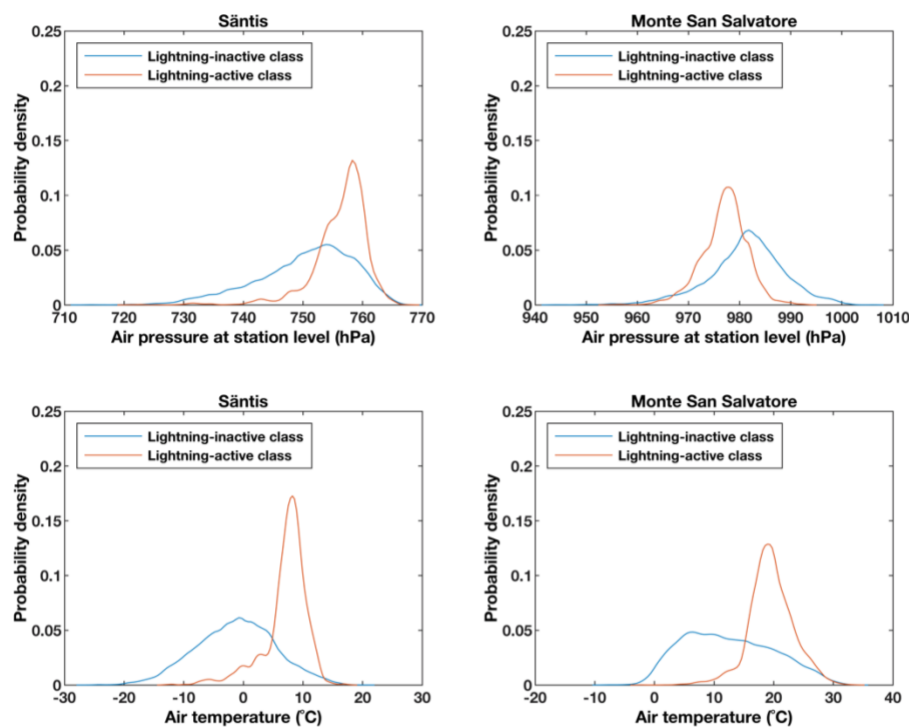 Säntis
0.25
0.2
0.15
0.1
0.05
0
Probability density
Lightning-inactive class
Lightning-active class
710 720 730 740 750 760 770
Air pressure at station level (hPa)
Monte San Salvatore
0.25
0.2
0.15
0.1
0.05
0
Probability density
Lightning-inactive class
Lightning-active class
940 950 960 970 980 990 1000 1010
Air pressure at station level (hPa)
Säntis
0.25
0.2
0.15
0.1
0.05
0
Probability density
Lightning-inactive class
Lightning-active class
-30 -20 -10 0 10 20 30
Air temperature (°C)
Monte San Salvatore
0.25
0.2
0.15
0.1
0.05
0
Probability density
Lightning-inactive class
Lightning-active class
-20 -10 0 10 20 30 40
Air temperature (°C)